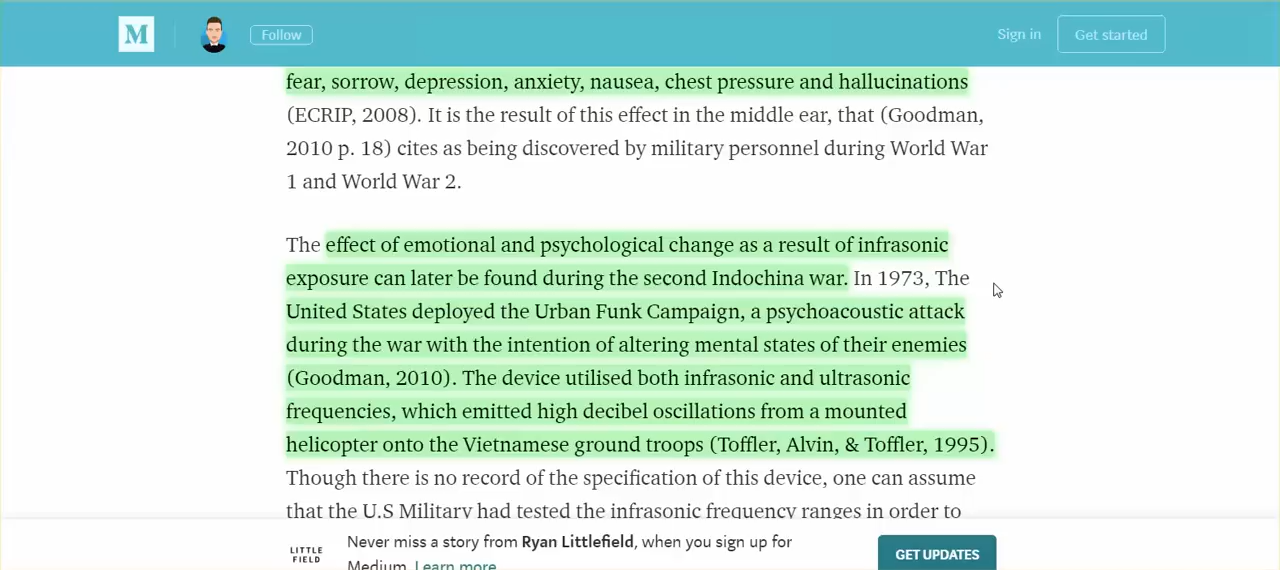 M
Follow
Sign in
Get started
fear, sorrow, depression, anxiety, nausea, chest pressure and hallucinations
(ECRIP, 2008). It is the result of this effect in the middle ear, that (Goodman,
2010 p. 18) cites as being discovered by military personnel during World War
1 and World War 2.
The effect of emotional and psychological change as a result of infrasonic
exposure can later be found during the second Indochina war. In 1973, The
United States deployed the Urban Funk Campaign, a psychoacoustic attack
during the war with the intention of altering mental states of their enemies
(Goodman, 2010). The device utilised both infrasonic and ultrasonic
frequencies, which emitted high decibel oscillations from a mounted
helicopter onto the Vietnamese ground troops (Toffler, Alvin, & Toffler, 1995).
Though there is no record of the specification of this device, one can assume
that the U.S Military had tested the infrasonic frequency ranges in order to
LITTLE
FIELD
Never miss a story from Ryan Littlefield, when you sign up for
Medium. Learn more
GET UPDATES